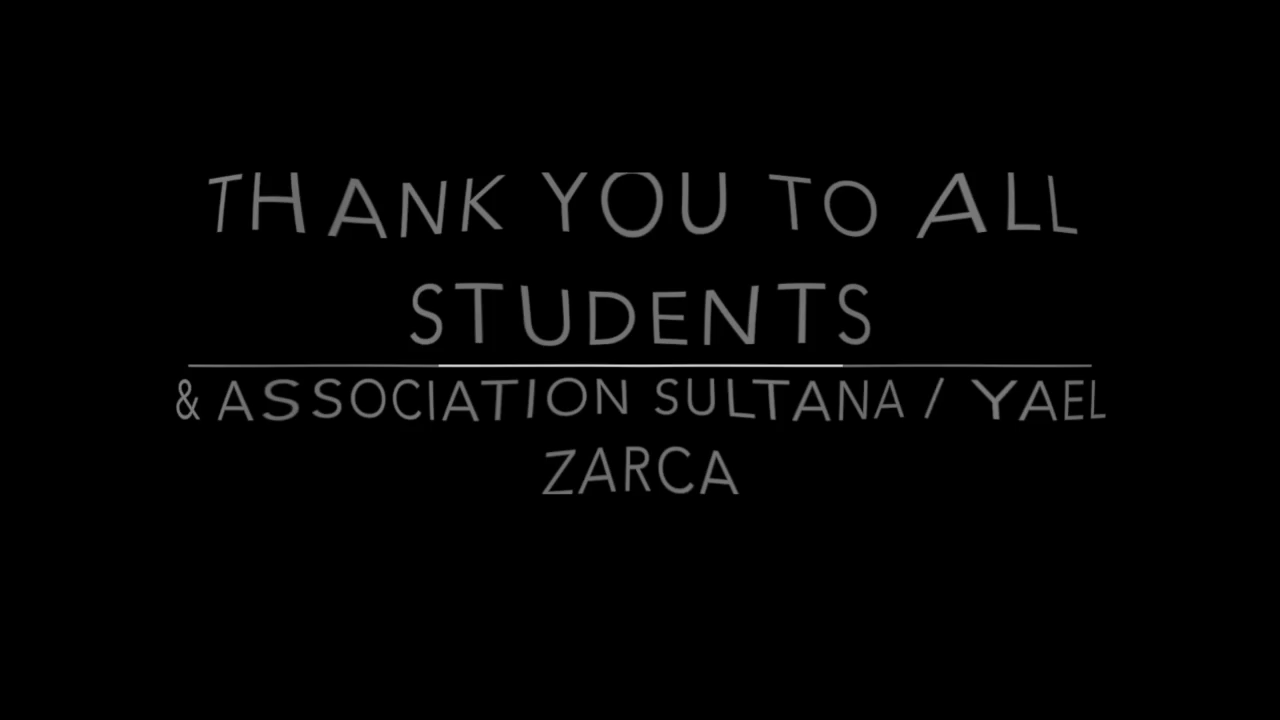 THANK YOU TO ALL
STUDENTS
& ASSOCIATION SULTANA / YAEL
ZARCA